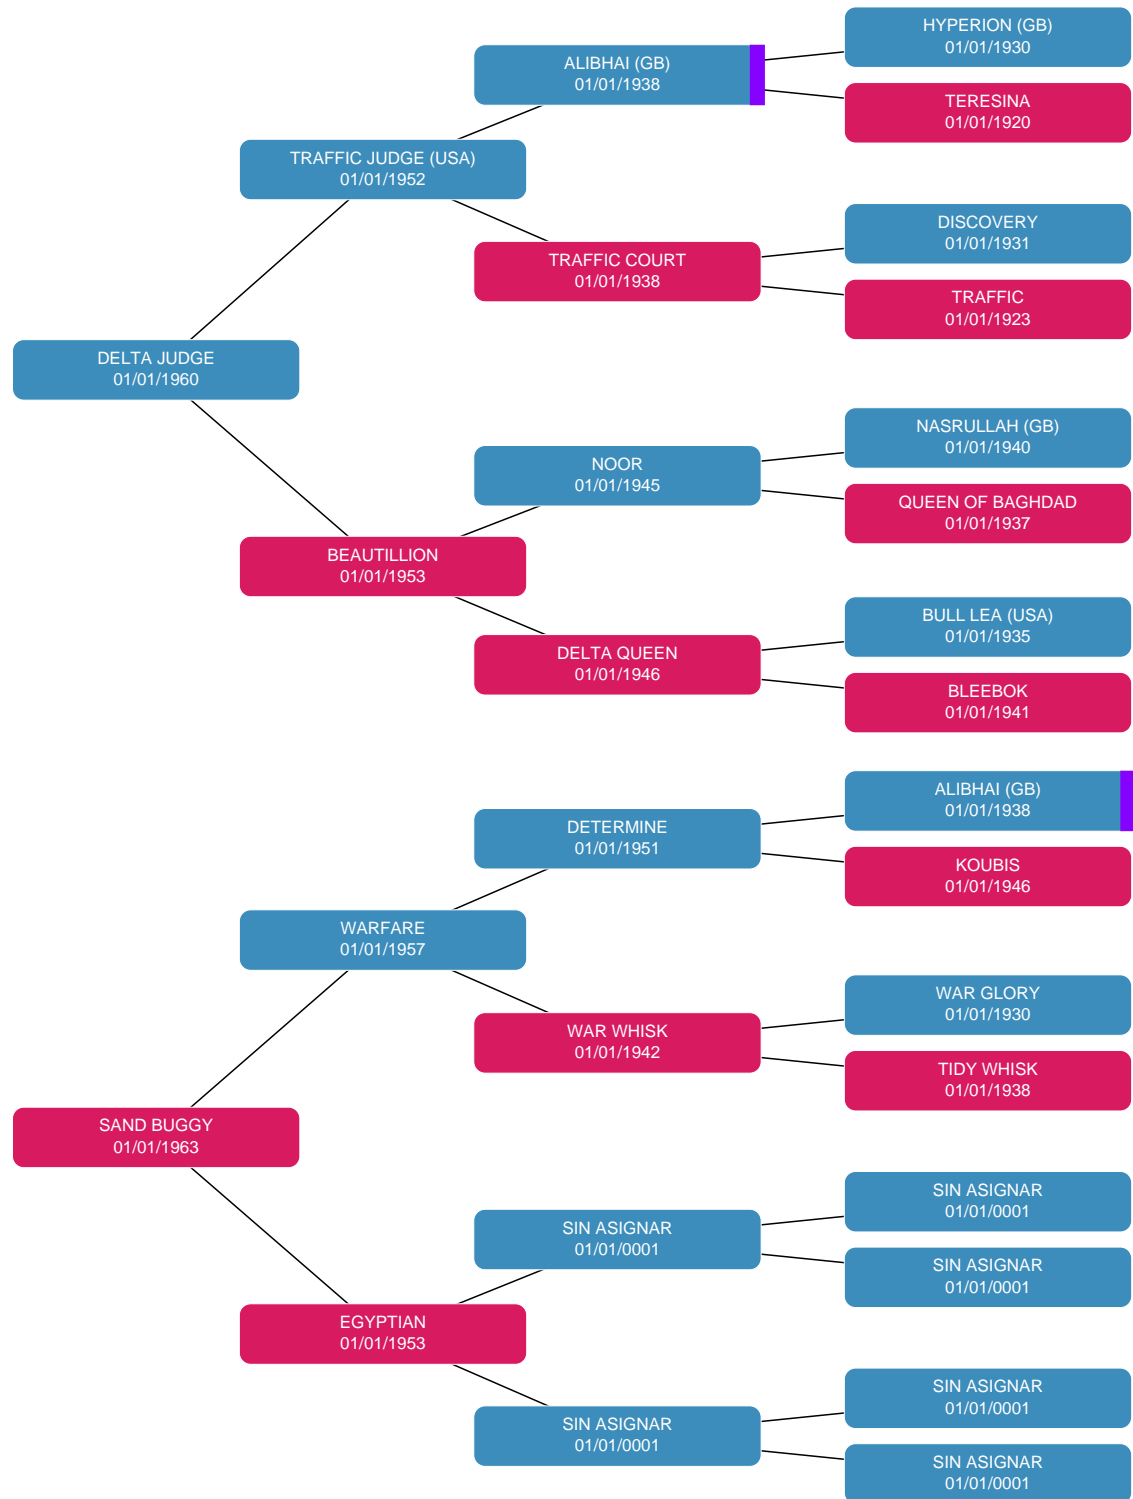 HYPERION (GB)
01/01/1930
ALIBHAI (GB)
01/01/1938
TERESINA
01/01/1920
TRAFFIC JUDGE (USA)
01/01/1952
DISCOVERY
01/01/1931
TRAFFIC COURT
01/01/1938
TRAFFIC
01/01/1923
DELTA JUDGE
01/01/1960
NASRULLAH (GB)
01/01/1940
NOOR
01/01/1945
QUEEN OF BAGHDAD
01/01/1937
BEAUTILLION
01/01/1953
BULL LEA (USA)
01/01/1935
DELTA QUEEN
01/01/1946
BLEEBOK
01/01/1941
ALIBHAI (GB)
01/01/1938
DETERMINE
01/01/1951
KOUBIS
01/01/1946
WARFARE
01/01/1957
WAR GLORY
01/01/1930
WAR WHISK
01/01/1942
TIDY WHISK
01/01/1938
SAND BUGGY
01/01/1963
SIN ASIGNAR
01/01/0001
SIN ASIGNAR
01/01/0001
SIN ASIGNAR
01/01/0001
EGYPTIAN
01/01/1953
SIN ASIGNAR
01/01/0001
SIN ASIGNAR
01/01/0001
SIN ASIGNAR
01/01/0001